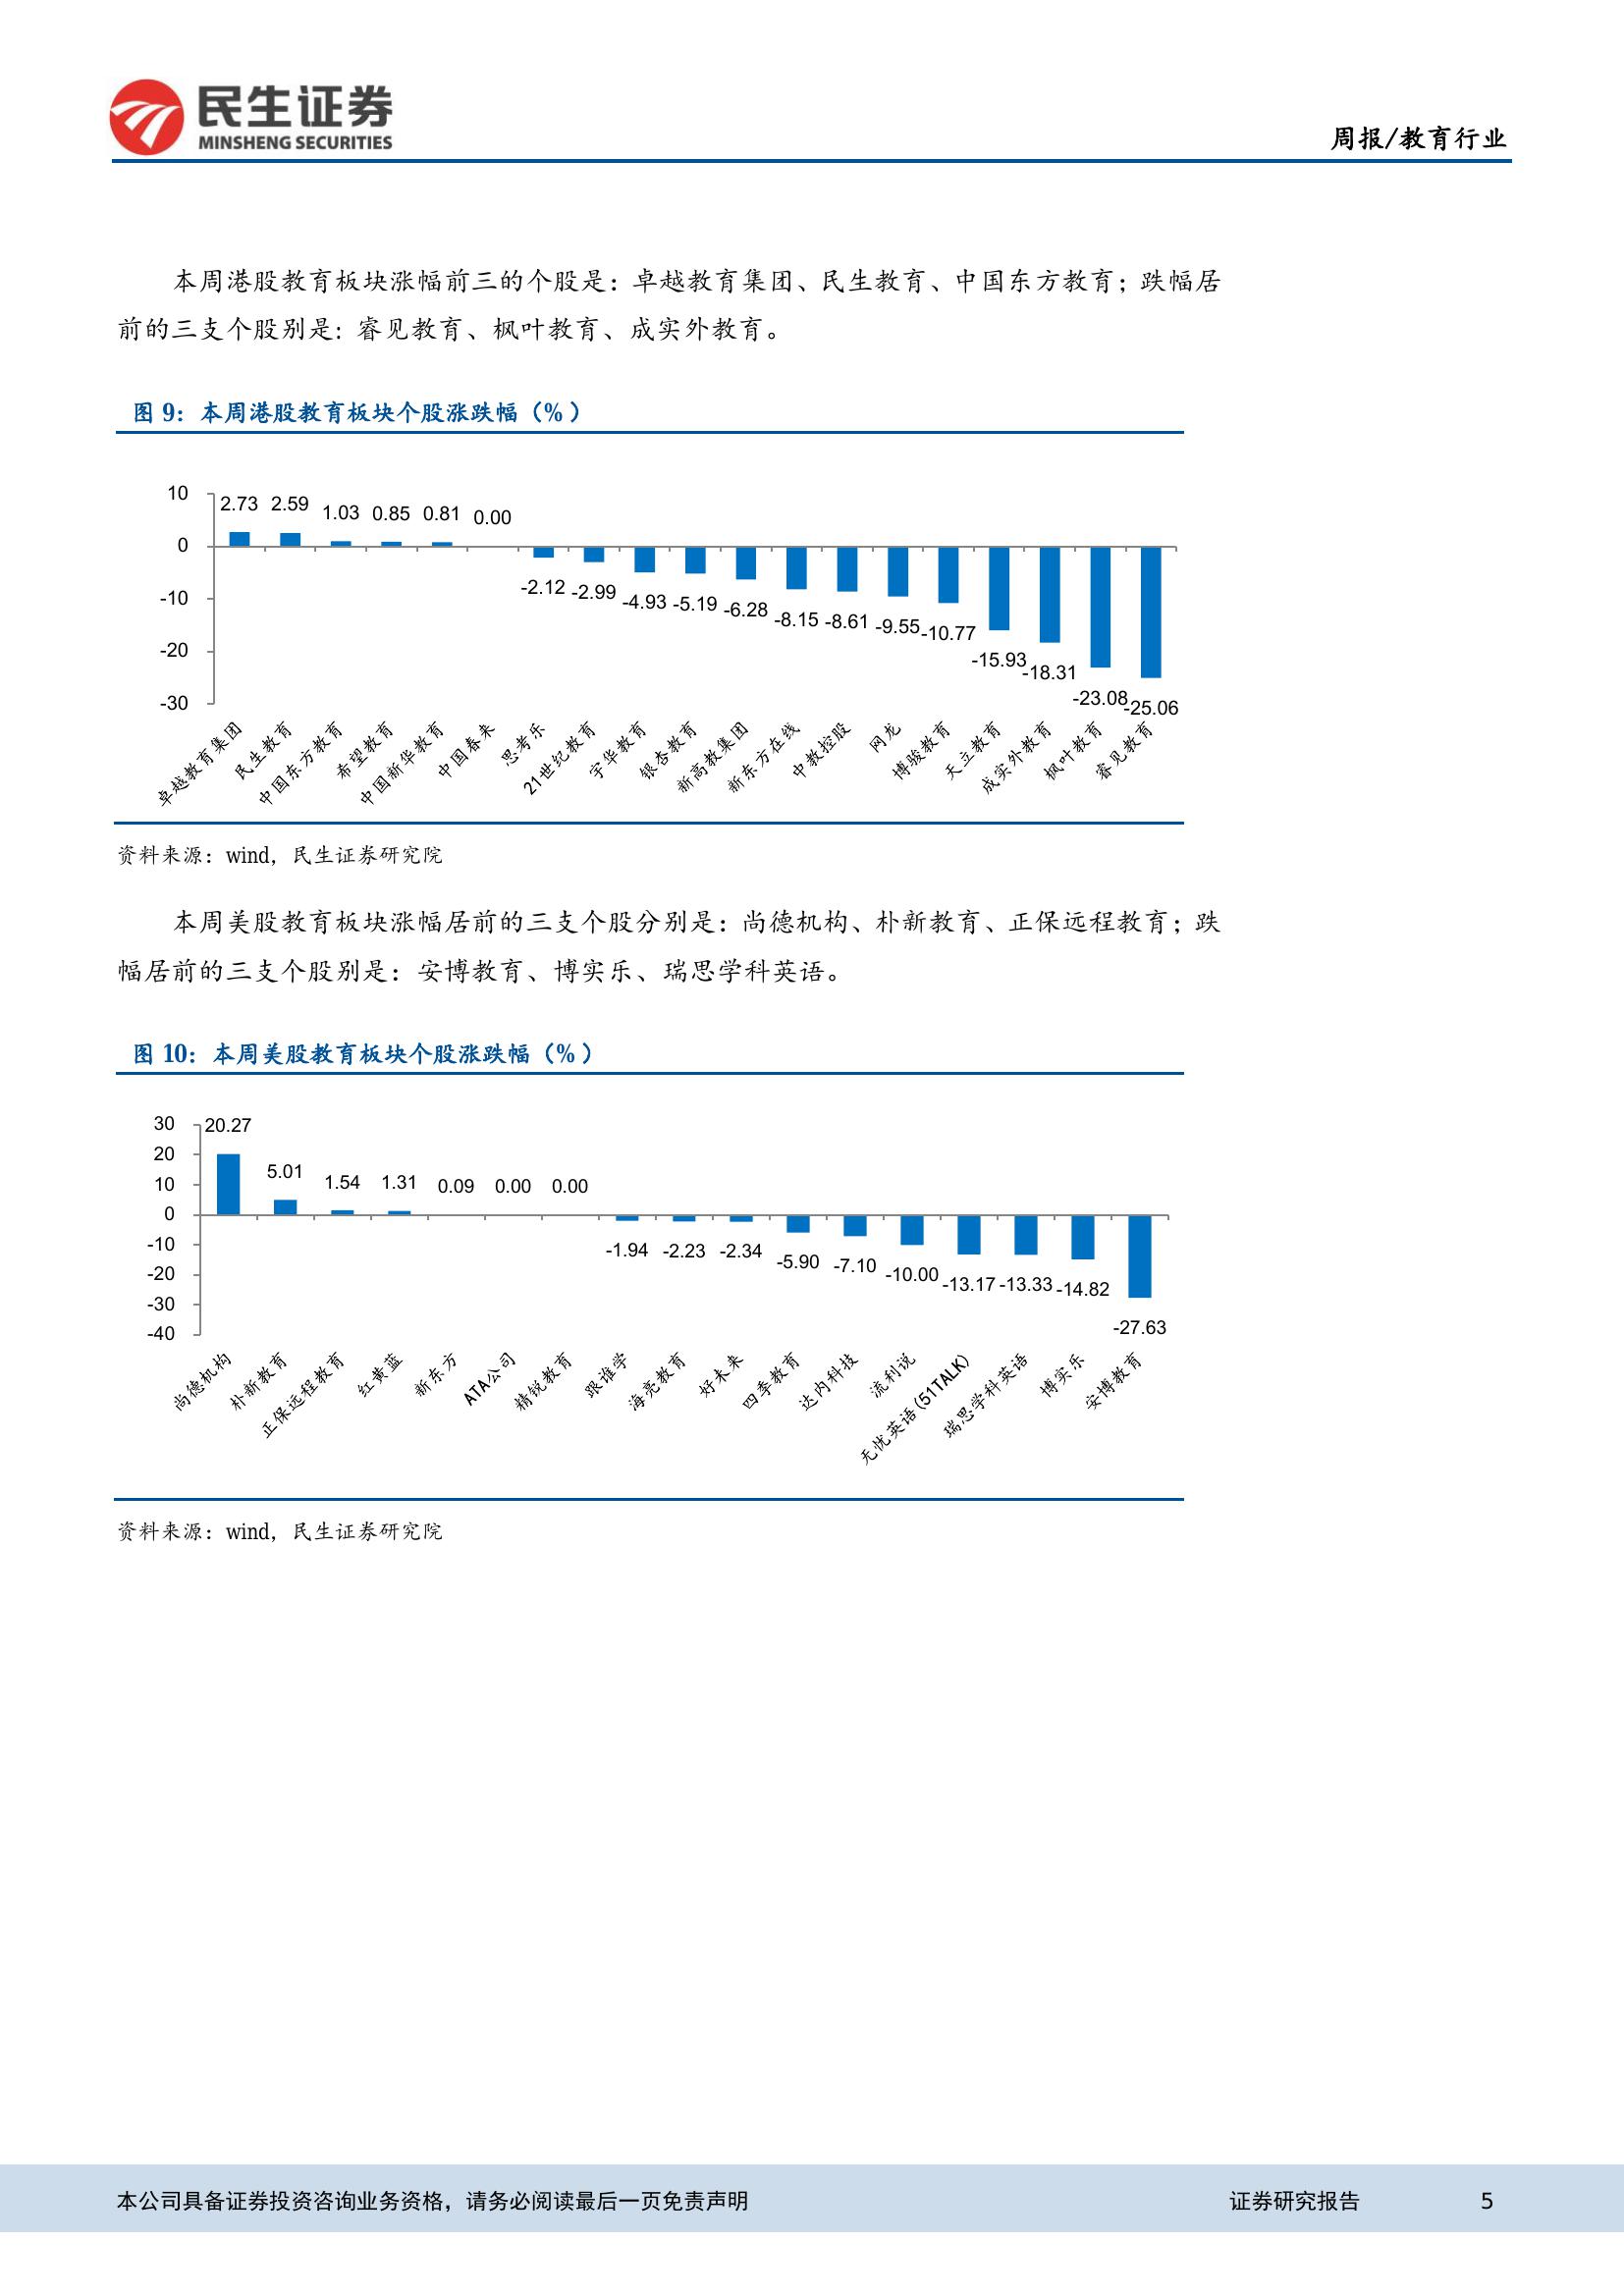 民生证券
MINSHENG SECURITIES
周报/教育行业
本周港股教育板块涨幅前三的个股是：卓越教育集团、民生教育、中国东方教育；跌幅居
前的三支个股别是：睿见教育、枫叶教育、成实外教育。
图 9：本周港股教育板块个股涨跌幅（%）
10
0
-10
-20
-30
2.73 2.59 1.03 0.85 0.81 0.00 -2.12 -2.99 -4.93 -5.19 -6.28 -8.15 -8.61 -9.55 -10.77 -15.93 -18.31 -23.08 -25.06
卓越教育集团 民生教育 中国东方教育 希望教育 中国新华教育 中国春来 思考乐 21世纪教育 宇华教育 银杏教育 新高教集团 新东方在线 中教控股 网龙 博骏教育 天立教育 成实外教育 枫叶教育 睿见教育
资料来源：wind，民生证券研究院
本周美股教育板块涨幅居前的三支个股分别是：尚德机构、朴新教育、正保远程教育；跌
幅居前的三支个股别是：安博教育、博实乐、瑞思学科英语。
图 10：本周美股教育板块个股涨跌幅（%）
30
20
10
0
-10
-20
-30
-40
20.27 5.01 1.54 1.31 0.09 0.00 0.00 -1.94 -2.23 -2.34 -5.90 -7.10 -10.00 -13.17 -13.33 -14.82 -27.63
尚德机构 朴新教育 正保远程教育 红黄蓝 新东方 ATA公司 精锐教育 跟谁学 海亮教育 好未来 四季教育 达内科技 流利说 无忧英语(51TALK) 瑞思学科英语 博实乐 安博教育
资料来源：wind，民生证券研究院
本公司具备证券投资咨询业务资格，请务必阅读最后一页免责声明
证券研究报告
5